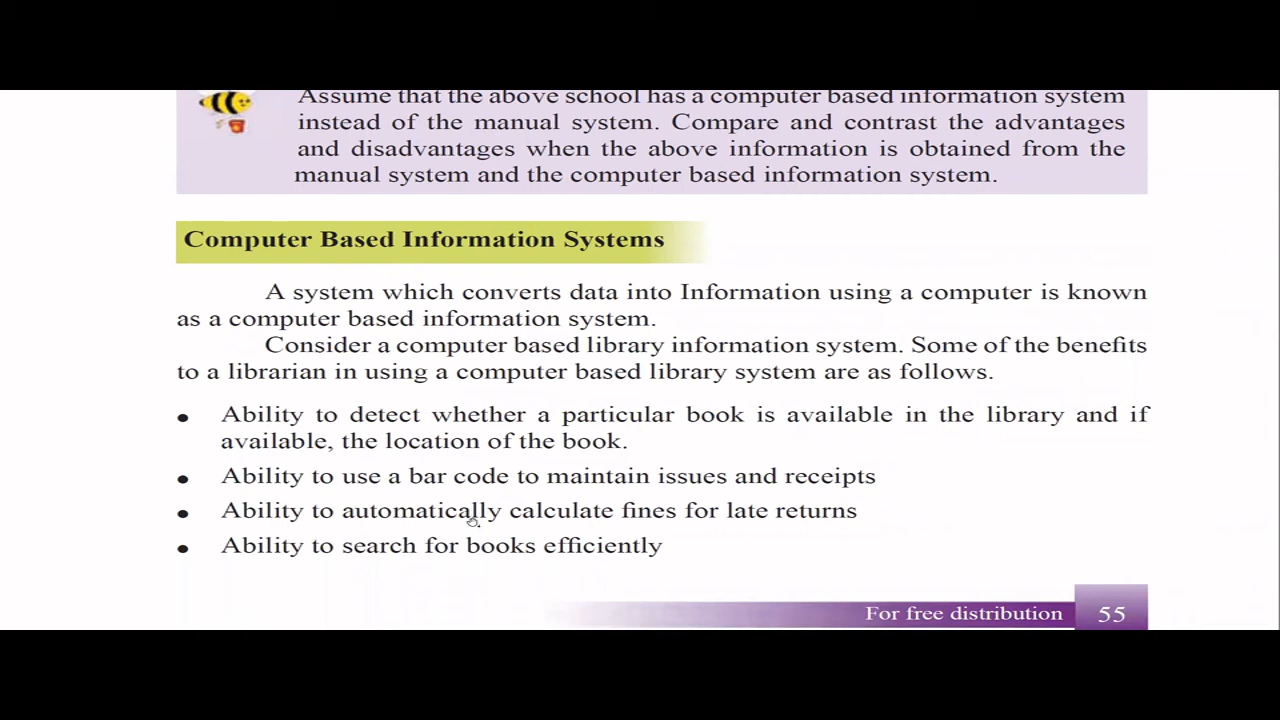 Assume that the above school has a computer based information system
instead of the manual system. Compare and contrast the advantages
and disadvantages when the above information is obtained from the
manual system and the computer based information system.
Computer Based Information Systems
A system which converts data into Information using a computer is known
as a computer based information system.
Consider a computer based library information system. Some of the benefits
to a librarian in using a computer based library system are as follows.
• Ability to detect whether a particular book is available in the library and if
available, the location of the book.
• Ability to use a bar code to maintain issues and receipts
• Ability to automatically calculate fines for late returns
• Ability to search for books efficiently
For free distribution 55